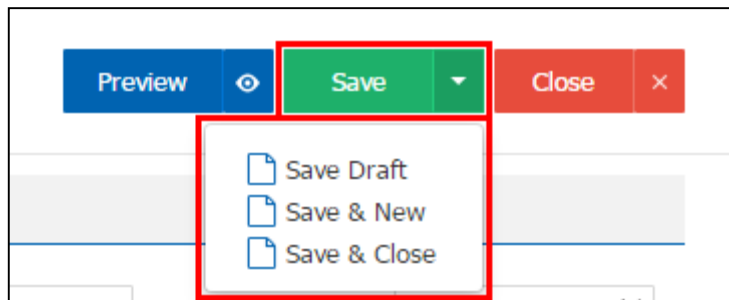 Preview
Save
Close
Save Draft
Save & New
Save & Close